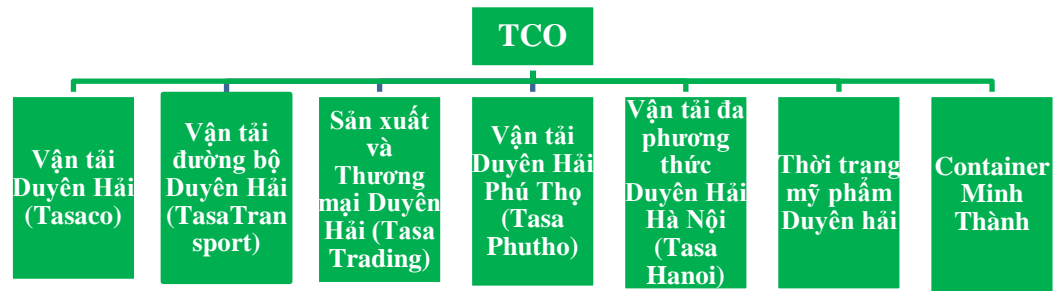 TCO
Vận tải
Duyên Hải
(Tasaco)
Vận tải
đường bộ
Duyên Hải
(TasaTran
sport)
Sản xuất
và
Thương
mại Duyên
Hải (Tasa
Trading)
Vận tải
Duyên Hải
Phú Thọ
(Tasa
Phutho)
Vận tải đa
phương
thức
Duyên Hải
Hà Nội
(Tasa
Hanoi)
Thời trang
mỹ phẩm
Duyên hải
Container
Minh
Thành